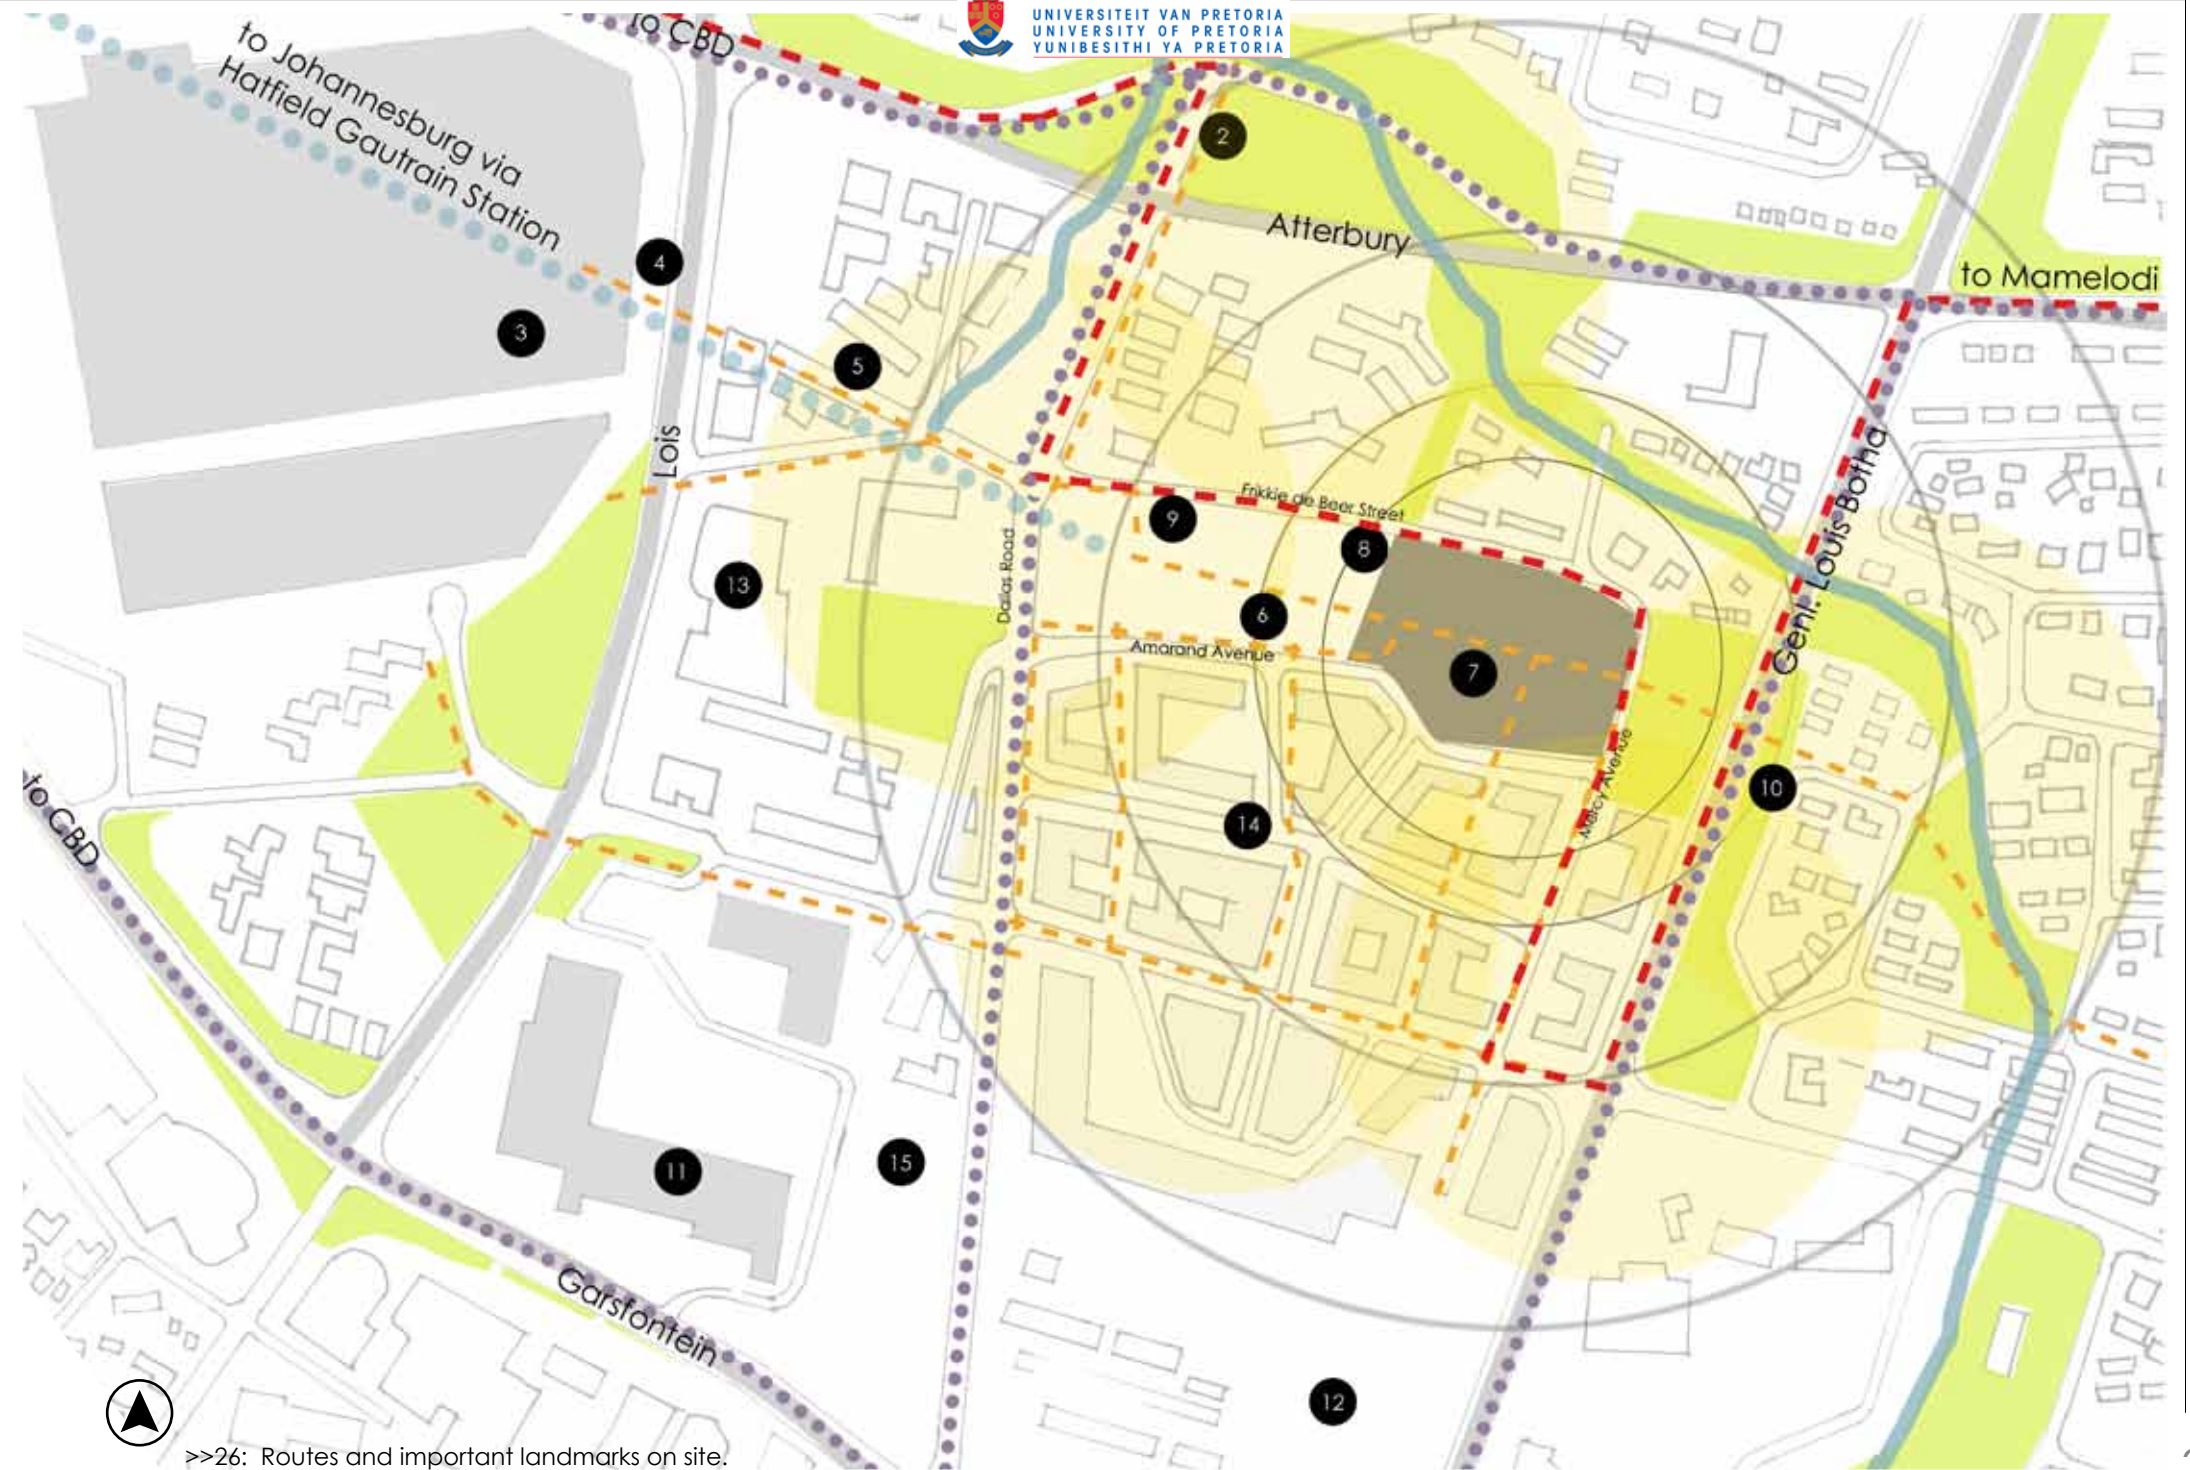 UNIVERSITEIT VAN PRETORIA
UNIVERSITY OF PRETORIA
YUNIBESITHI YA PRETORIA
to CBD
to Johannesburg via
Hatfield Gautrain Station
2
Atterbury
4
to Mamelodi
3
5
Lois
Genl. Louis Botha
Frikkie de Beer Street
9
8
Dallas Road
13
6
Amarand Avenue
7
Marcy Avenue
10
to CBD
14
11
15
Garsfontein
12
>>26: Routes and important landmarks on site.